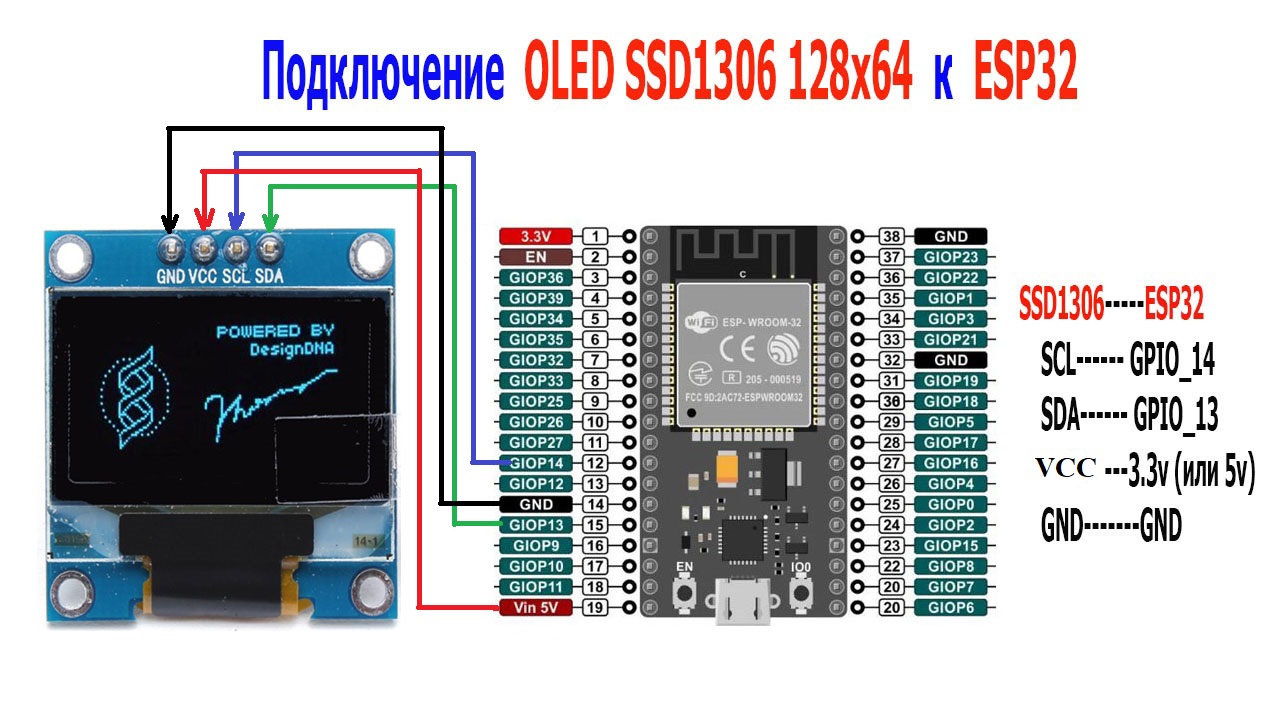 Подключение OLED SSD1306 128x64 к ESP32
GND VCC SCL SDA
POWERED BY
DesignDNA
14-1
3.3V 1
EN 2
GIOP36 3
GIOP39 4
GIOP34 5
GIOP35 6
GIOP32 7
GIOP33 8
GIOP25 9
GIOP26 10
GIOP27 11
GIOP14 12
GIOP12 13
GND 14
GIOP13 15
GIOP9 16
GIOP10 17
GIOP11 18
Vin 5V 19
C
WiFi ESP-WROOM-32
CE
R 205-000519
FCC 9D:2AC72-ESPWROOM32
EN
IO0
38 GND
37 GIOP23
36 GIOP22
35 GIOP1
34 GIOP3
33 GIOP21
32 GND
31 GIOP19
30 GIOP18
29 GIOP5
28 GIOP17
27 GIOP16
26 GIOP4
25 GIOP0
24 GIOP2
23 GIOP15
22 GIOP8
20 GIOP7
20 GIOP6
SSD1306-----ESP32
SCL------ GPIO_14
SDA------ GPIO_13
VCC ---3.3v (или 5v)
GND-------GND